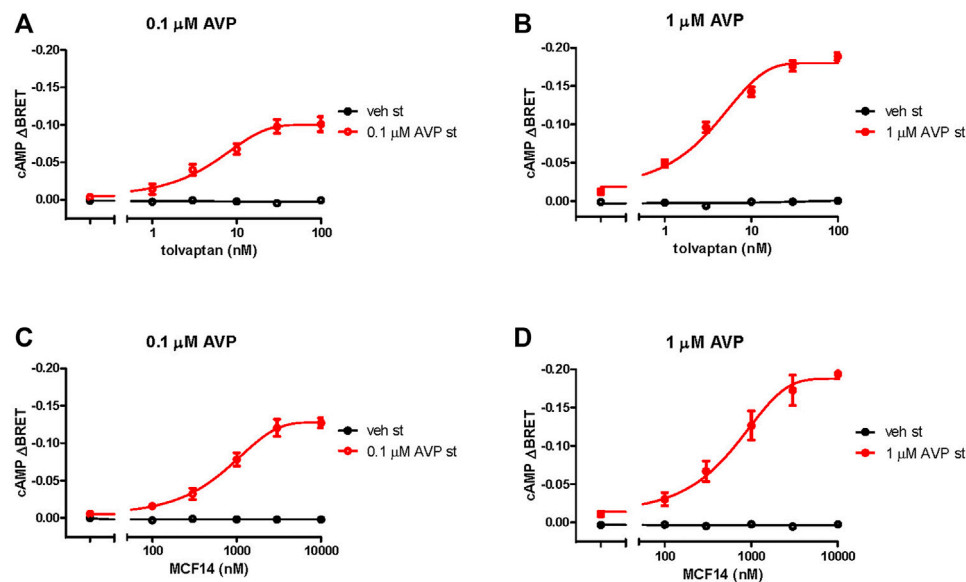 A
0.1 µM AVP
cAMP ΔBRET
-0.20
-0.15
-0.10
-0.05
0.00
1
10
100
tolvaptan (nM)
veh st
0.1 µM AVP st
B
1 µM AVP
cAMP ΔBRET
-0.20
-0.15
-0.10
-0.05
0.00
1
10
100
tolvaptan (nM)
veh st
1 µM AVP st
C
0.1 µM AVP
cAMP ΔBRET
-0.20
-0.15
-0.10
-0.05
0.00
100
1000
10000
MCF14 (nM)
veh st
0.1 µM AVP st
D
1 µM AVP
cAMP ΔBRET
-0.20
-0.15
-0.10
-0.05
0.00
100
1000
10000
MCF14 (nM)
veh st
1 µM AVP st